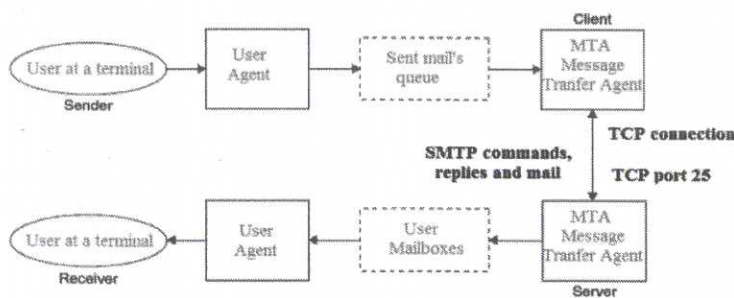 Client
User at a terminal
User
Agent
Sent mail's
queue
MTA
Message
Tranfer Agent
Sender
TCP connection
SMTP commands,
replies and mail
TCP port 25
User at a terminal
User
Agent
User
Mailboxes
MTA
Message
Tranfer Agent
Receiver
Server